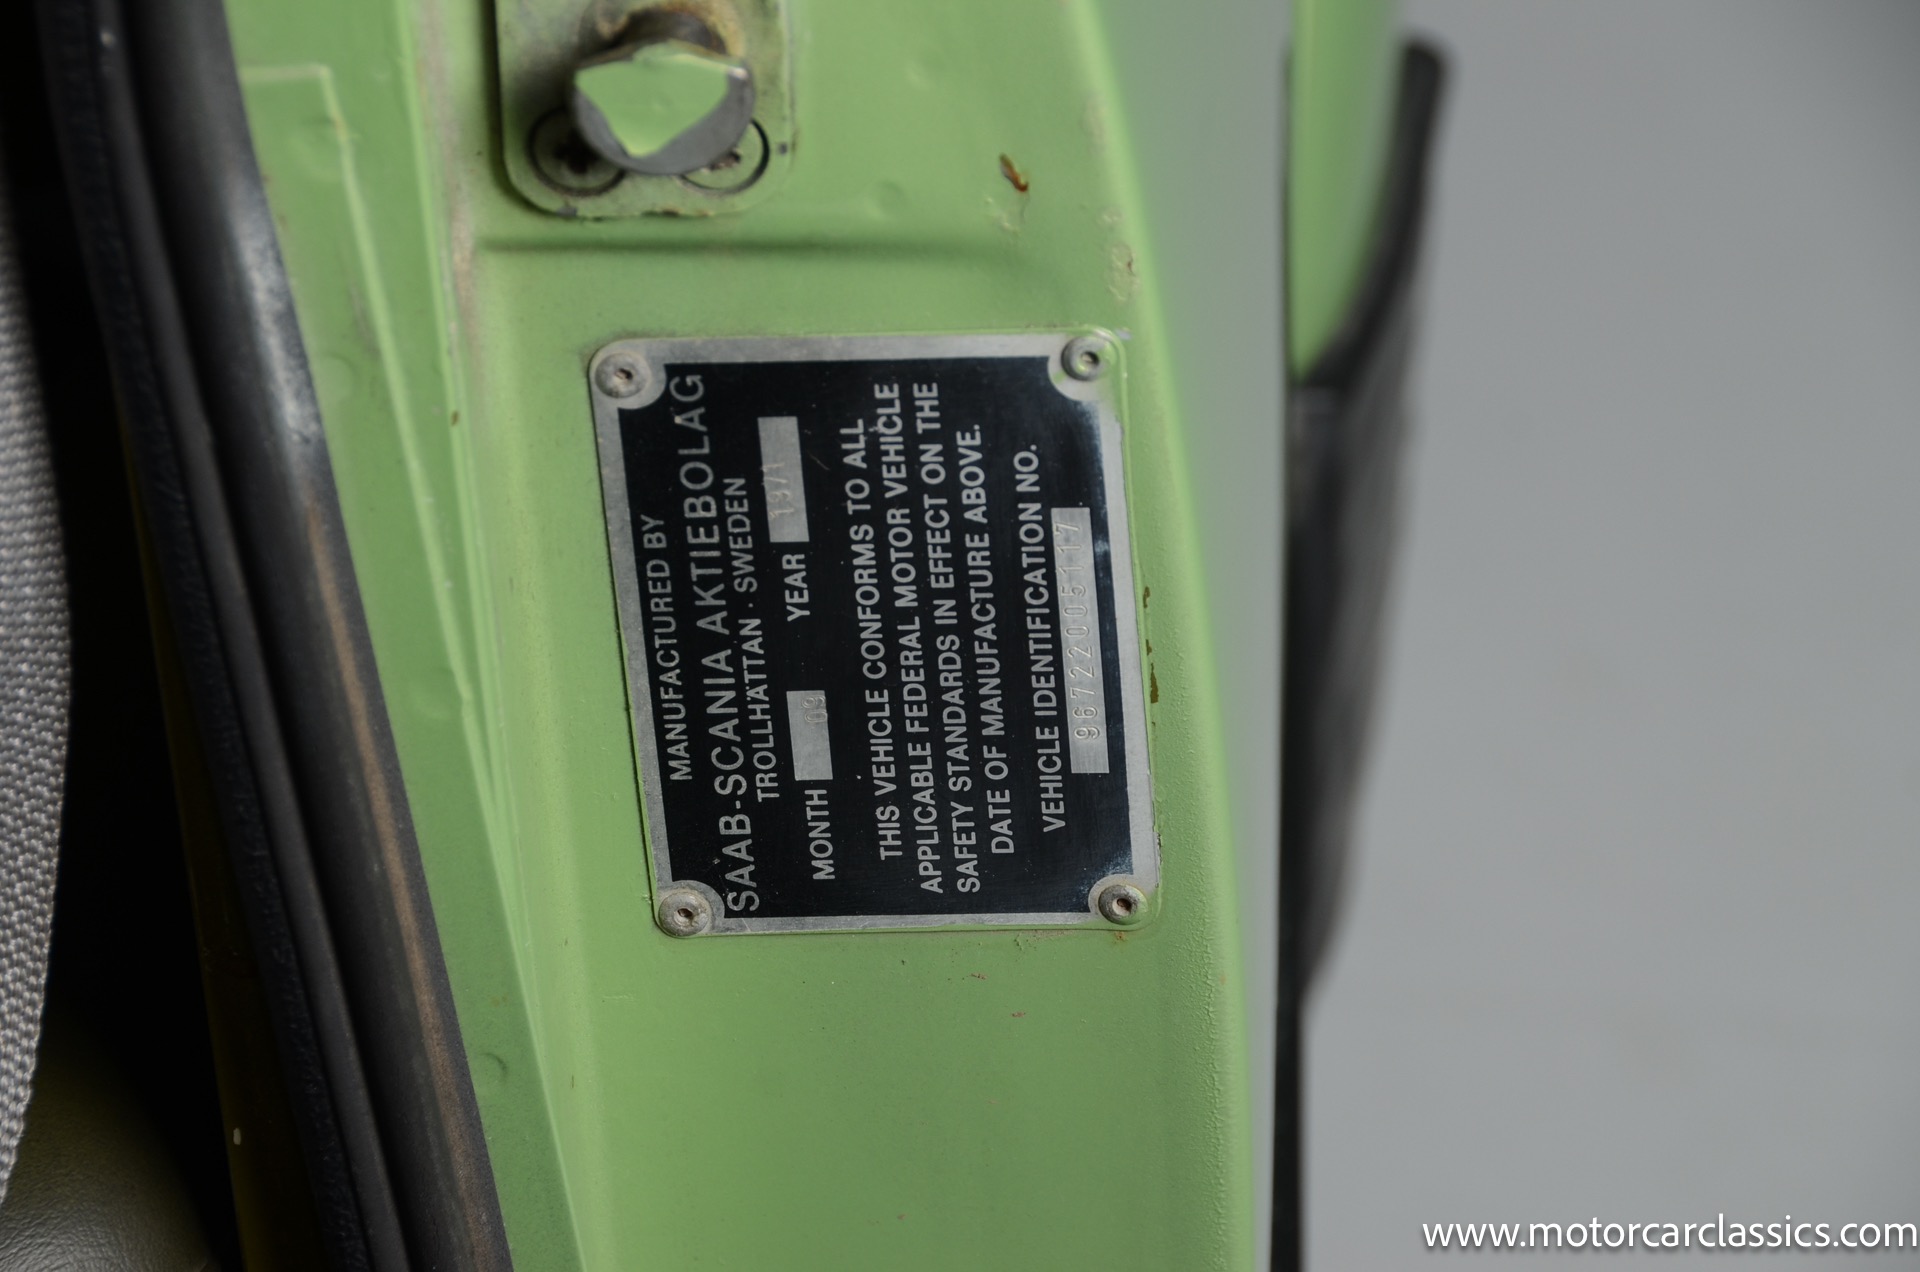 MANUFACTURED BY
SAAB-SCANIA AKTIEBOLAG
TROLLHÄTTAN · SWEDEN
MONTH 09 YEAR 1971
THIS VEHICLE CONFORMS TO ALL
APPLICABLE FEDERAL MOTOR VEHICLE
SAFETY STANDARDS IN EFFECT ON THE
DATE OF MANUFACTURE ABOVE.
VEHICLE IDENTIFICATION NO.
96722005117
www.motorcarclassics.com